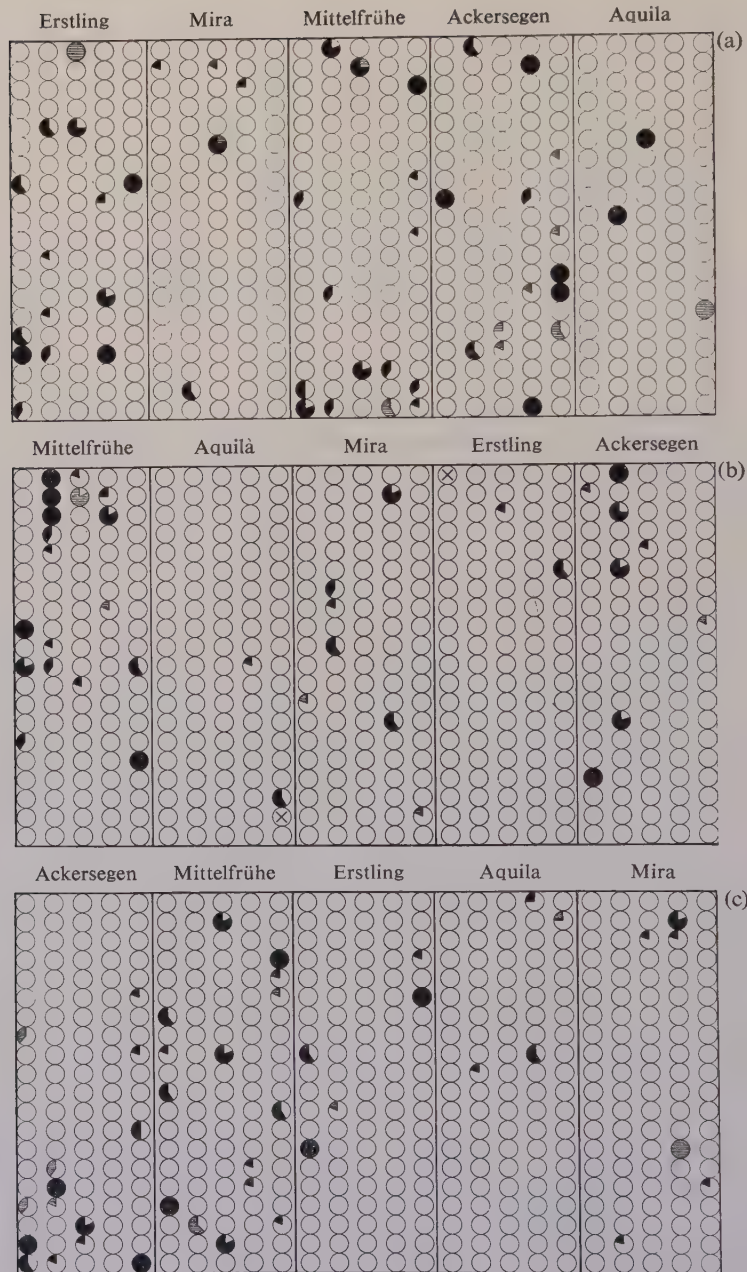 Erstling Mira Mittelfrühe Ackersegen Aquila
(a)
Mittelfrühe Aquilà Mira Erstling Ackersegen
(b)
Ackersegen Mittelfrühe Erstling Aquila Mira
(c)